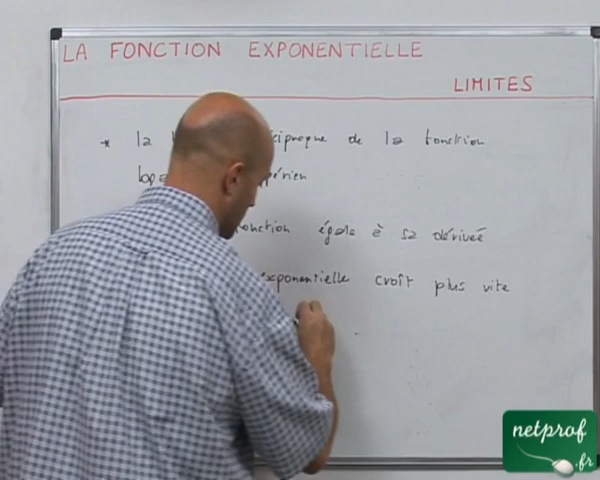 LA FONCTION EXPONENTIELLE
LIMITES
* la réciproque de la fonction
fonction égale à sa dérivée
exponentielle croît plus vite
netprof
.fr